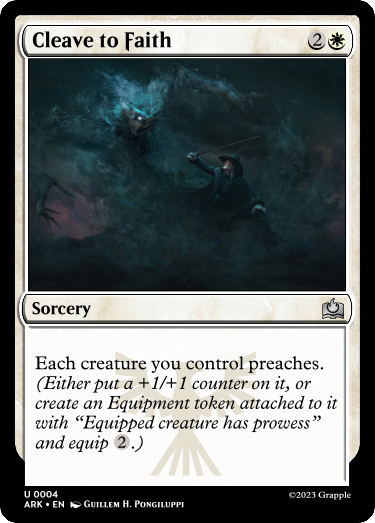 Cleave to Faith 2
Sorcery
Each creature you control preaches.
(Either put a +1/+1 counter on it, or
create an Equipment token attached to it
with “Equipped creature has prowess”
and equip 2.)
U 0004
ARK • EN Guillem H. Pongiluppi
©2023 Grapple